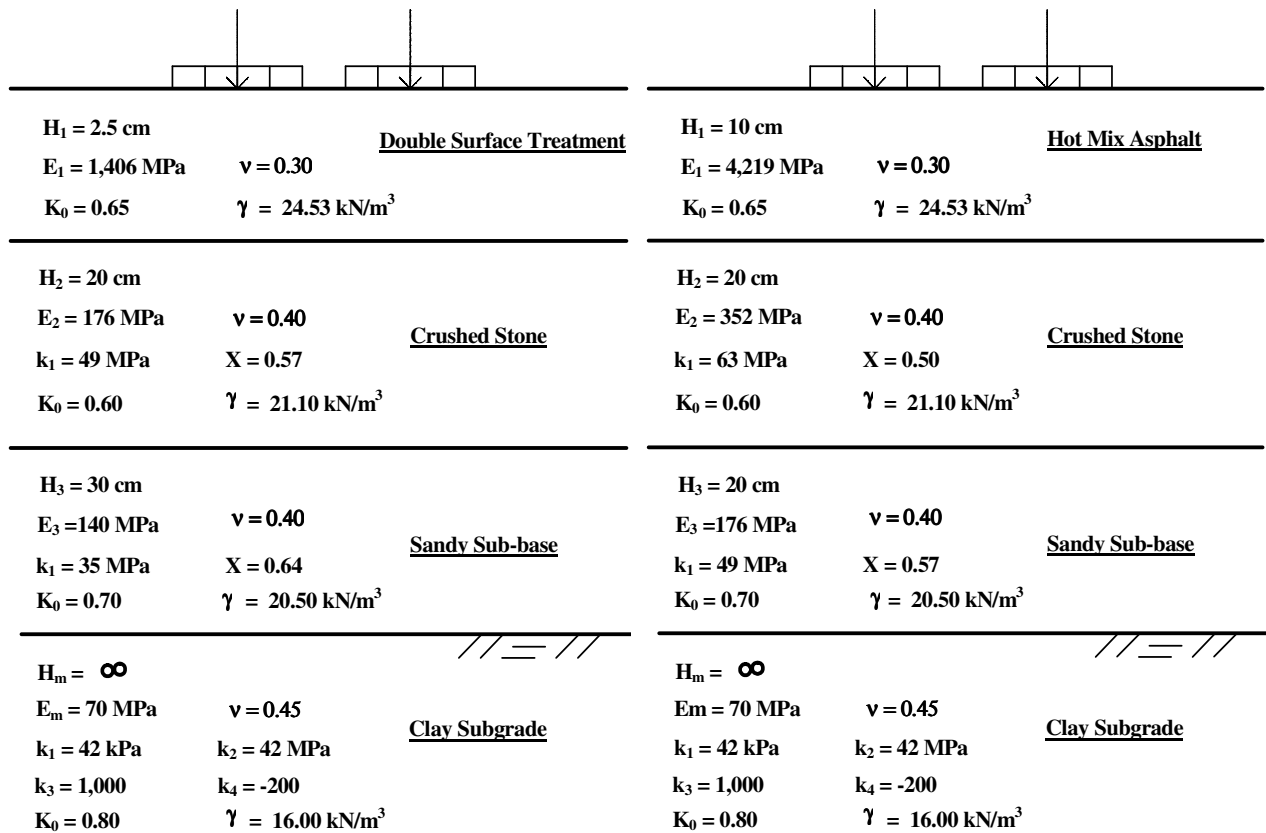 H₁ = 2.5 cm
Double Surface Treatment
E₁ = 1,406 MPa ν = 0.30
K₀ = 0.65 γ = 24.53 kN/m³
H₂ = 20 cm
E₂ = 176 MPa ν = 0.40
Crushed Stone
k₁ = 49 MPa X = 0.57
K₀ = 0.60 γ = 21.10 kN/m³
H₃ = 30 cm
E₃ =140 MPa ν = 0.40
Sandy Sub-base
k₁ = 35 MPa X = 0.64
K₀ = 0.70 γ = 20.50 kN/m³
Hₘ = ∞
Eₘ = 70 MPa ν = 0.45
Clay Subgrade
k₁ = 42 kPa k₂ = 42 MPa
k₃ = 1,000 k₄ = -200
K₀ = 0.80 γ = 16.00 kN/m³
H₁ = 10 cm
Hot Mix Asphalt
E₁ = 4,219 MPa ν = 0.30
K₀ = 0.65 γ = 24.53 kN/m³
H₂ = 20 cm
E₂ = 352 MPa ν = 0.40
Crushed Stone
k₁ = 63 MPa X = 0.50
K₀ = 0.60 γ = 21.10 kN/m³
H₃ = 20 cm
E₃ =176 MPa ν = 0.40
Sandy Sub-base
k₁ = 49 MPa X = 0.57
K₀ = 0.70 γ = 20.50 kN/m³
Hₘ = ∞
Em = 70 MPa ν = 0.45
Clay Subgrade
k₁ = 42 kPa k₂ = 42 MPa
k₃ = 1,000 k₄ = -200
K₀ = 0.80 γ = 16.00 kN/m³